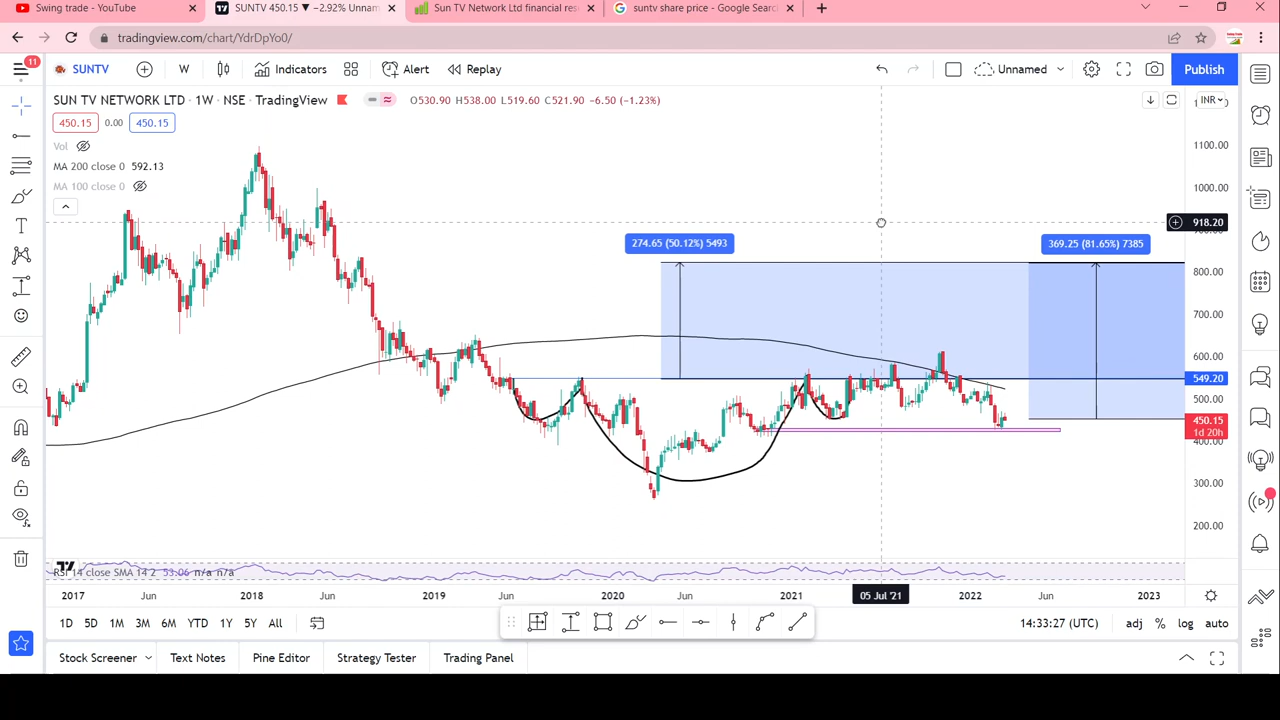 Swing trade - YouTube
SUNTV 450.15 ▼ −2.92% Unnam
Sun TV Network Ltd financial res
suntv share price - Google Searc
tradingview.com/chart/YdrDpYo0/
11
SUNTV
W
Indicators
Alert
Replay
Unnamed
Publish
SUN TV NETWORK LTD · 1W · NSE · TradingView
O530.90 H538.00 L519.60 C521.90 −6.50 (−1.23%)
INR
450.15 0.00 450.15
Vol
MA 200 close 0 592.13
MA 100 close 0
1100.00
1000.00
918.20
274.65 (50.12%) 5493
369.25 (81.65%) 7385
800.00
700.00
600.00
549.20
500.00
450.15
1d 20h
400.00
300.00
200.00
RSI 14 close SMA 14 2 53.06 n/a n/a
2017 Jun 2018 Jun 2019 Jun 2020 Jun 2021 05 Jul '21 2022 Jun 2023
1D 5D 1M 3M 6M YTD 1Y 5Y All
14:33:27 (UTC) adj % log auto
Stock Screener Text Notes Pine Editor Strategy Tester Trading Panel